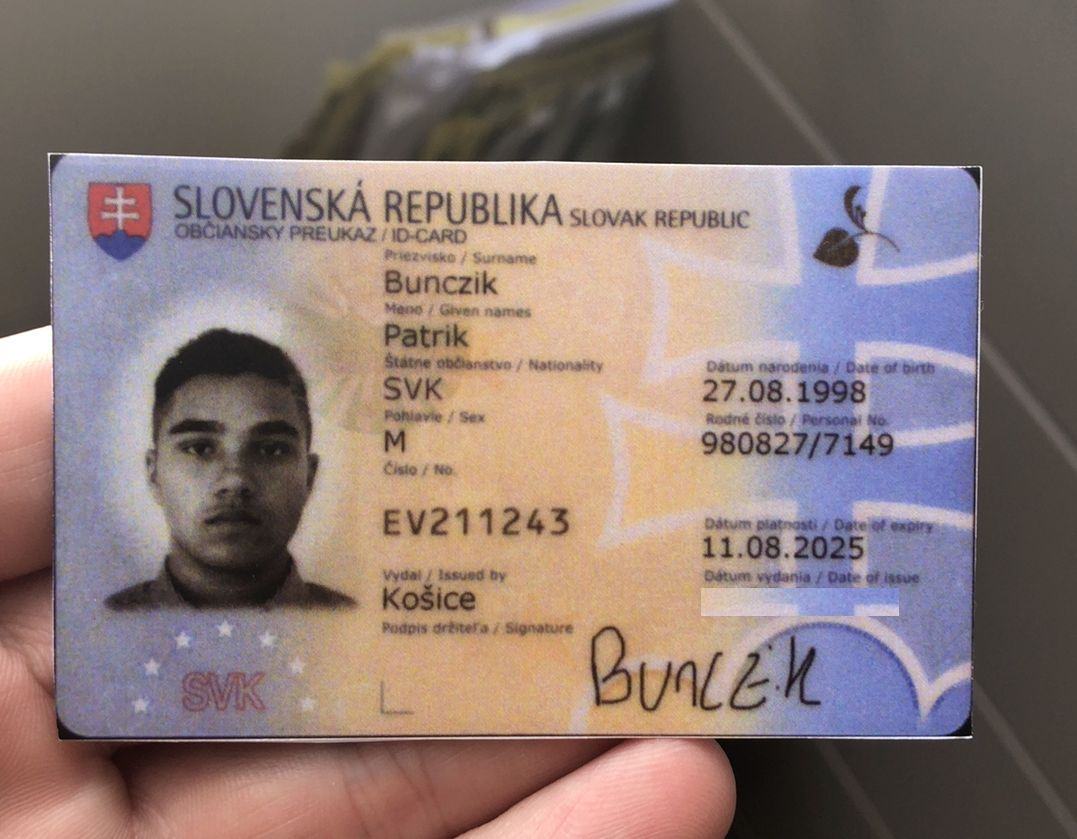 SLOVENSKÁ REPUBLIKA SLOVAK REPUBLIC
OBČIANSKY PREUKAZ / ID-CARD
Priezvisko / Surname
Bunczik
Meno / Given names
Patrik
Štátne občianstvo / Nationality
SVK
Dátum narodenia / Date of birth
27.08.1998
Pohlavie / Sex
M
Rodné číslo / Personal No.
980827/7149
Číslo / No.
EV211243
Dátum platnosti / Date of expiry
11.08.2025
Vydal / Issued by
Košice
Dátum vydania / Date of issue
Podpis držiteľa / Signature
Bunczik
SVK